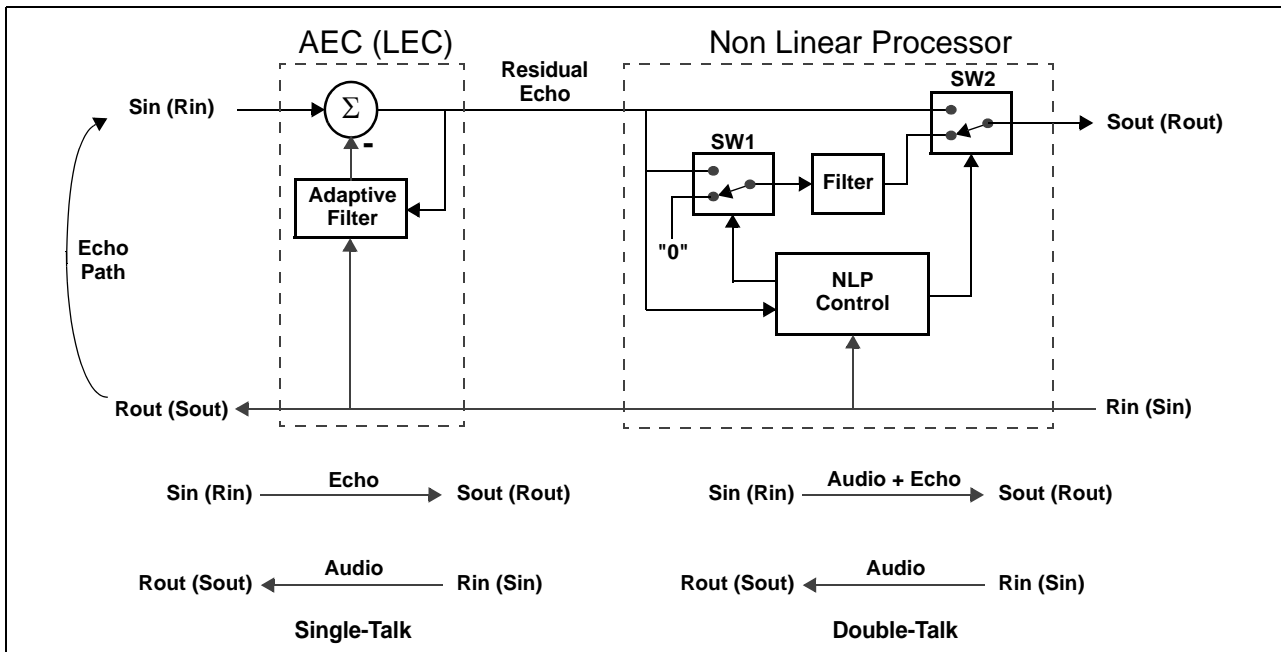 AEC (LEC)
Non Linear Processor
Residual
Echo
SW2
Sin (Rin)
Σ
Sout (Rout)
-
SW1
Adaptive
Filter
Filter
Echo
Path
"0"
NLP
Control
Rout (Sout)
Rin (Sin)
Sin (Rin)
Echo
Sout (Rout)
Sin (Rin)
Audio + Echo
Sout (Rout)
Rout (Sout)
Audio
Rin (Sin)
Rout (Sout)
Audio
Rin (Sin)
Single-Talk
Double-Talk